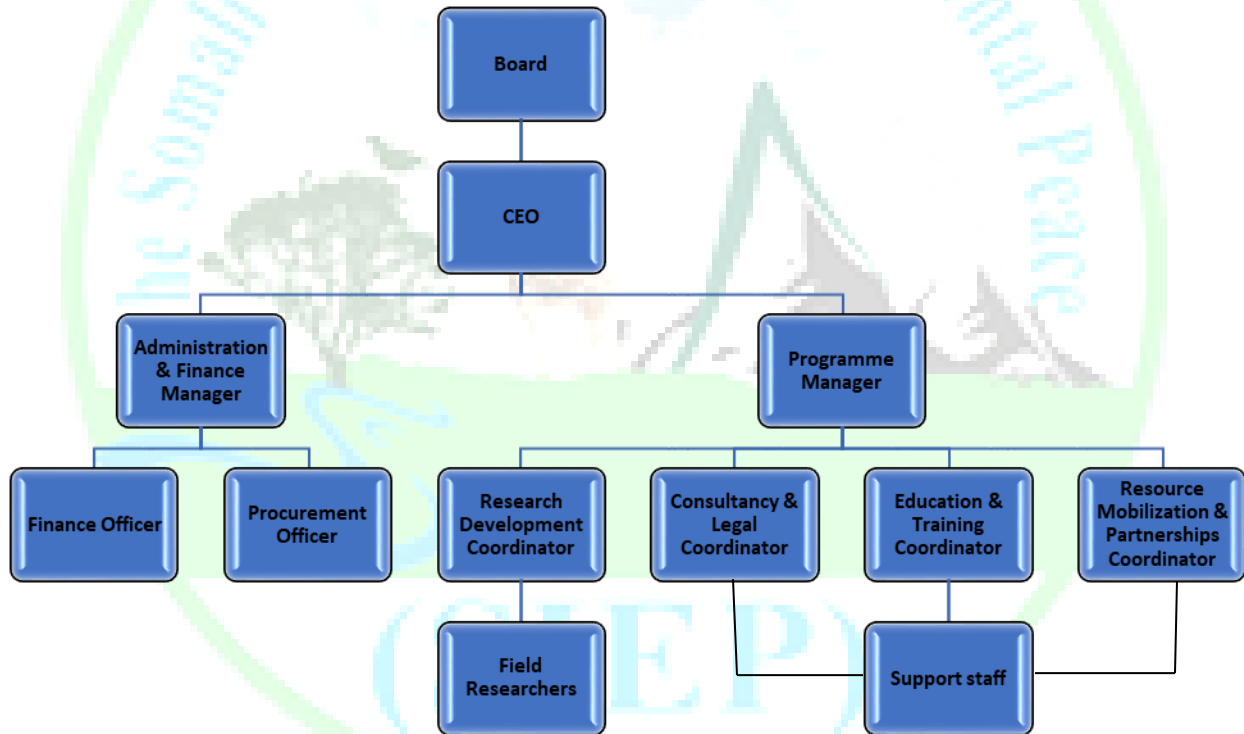 Board
CEO
Administration
& Finance
Manager
Programme
Manager
Finance Officer
Procurement
Officer
Research
Development
Coordinator
Consultancy &
Legal
Coordinator
Education &
Training
Coordinator
Resource
Mobilization &
Partnerships
Coordinator
Field
Researchers
Support staff
Peace